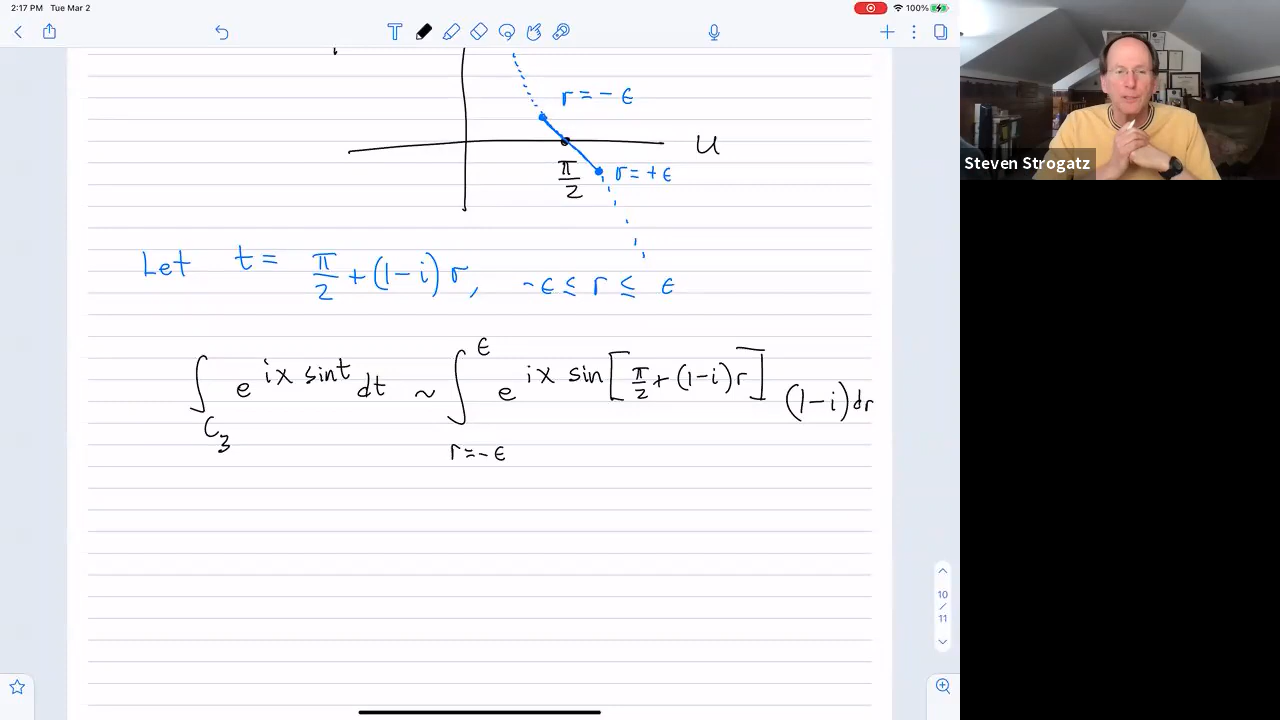 2:17 PM Tue Mar 2
100%
r = - ε
U
π/2
r = + ε
Let t = π/2 + (1 - i) r, - ε ≤ r ≤ ε
∫_{C_3} e^{ix sin t} dt ~ ∫_{r = - ε}^{ε} e^{ix sin[π/2 + (1 - i) r]} (1 - i) dr
Steven Strogatz
10
/
11